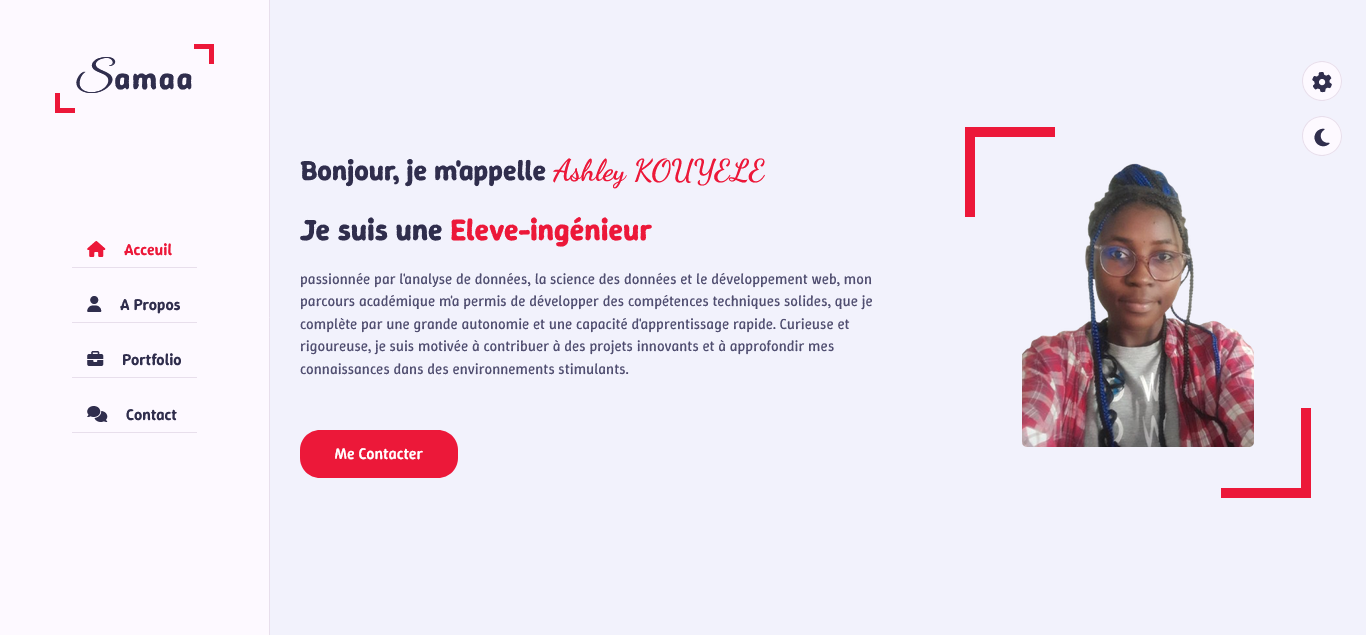 Samaa
Acceuil
A Propos
Portfolio
Contact
Bonjour, je m'appelle Ashley KOUYELE
Je suis une Eleve-ingénieur
passionnée par l'analyse de données, la science des données et le développement web, mon
parcours académique m'a permis de développer des compétences techniques solides, que je
complète par une grande autonomie et une capacité d'apprentissage rapide. Curieuse et
rigoureuse, je suis motivée à contribuer à des projets innovants et à approfondir mes
connaissances dans des environnements stimulants.
Me Contacter